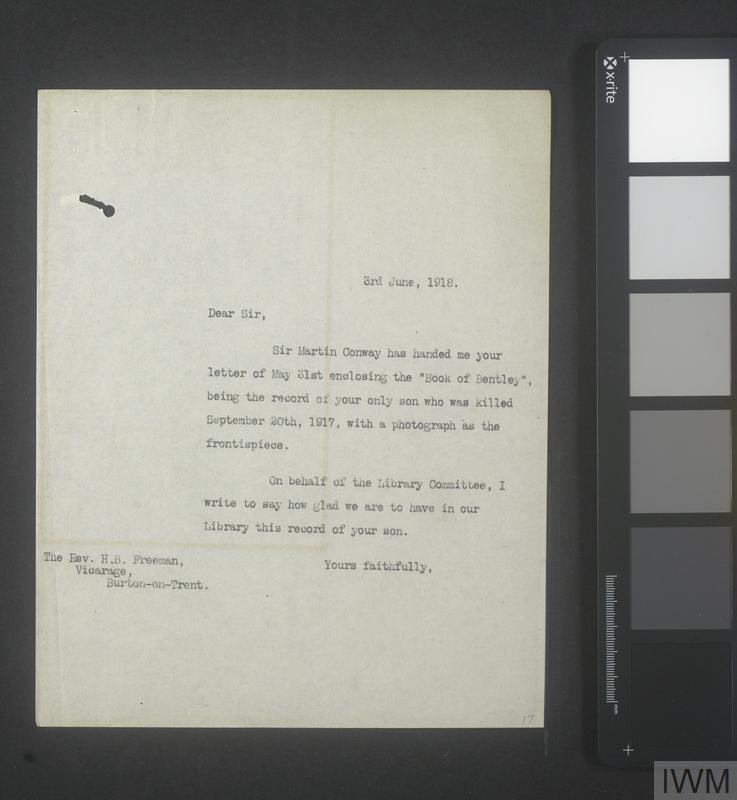 3rd June, 1918.
Dear Sir,
Sir Martin Conway has handed me your
letter of May 31st enclosing the "Book of Bentley",
being the record of your only son who was killed
September 20th, 1917, with a photograph as the
frontispiece.
On behalf of the Library Committee, I
write to say how glad we are to have in our
Library this record of your son.
Yours faithfully,
The Rev. H.B. Freeman,
Vicarage,
Burton-on-Trent.
17
x-rite
mm
IWM